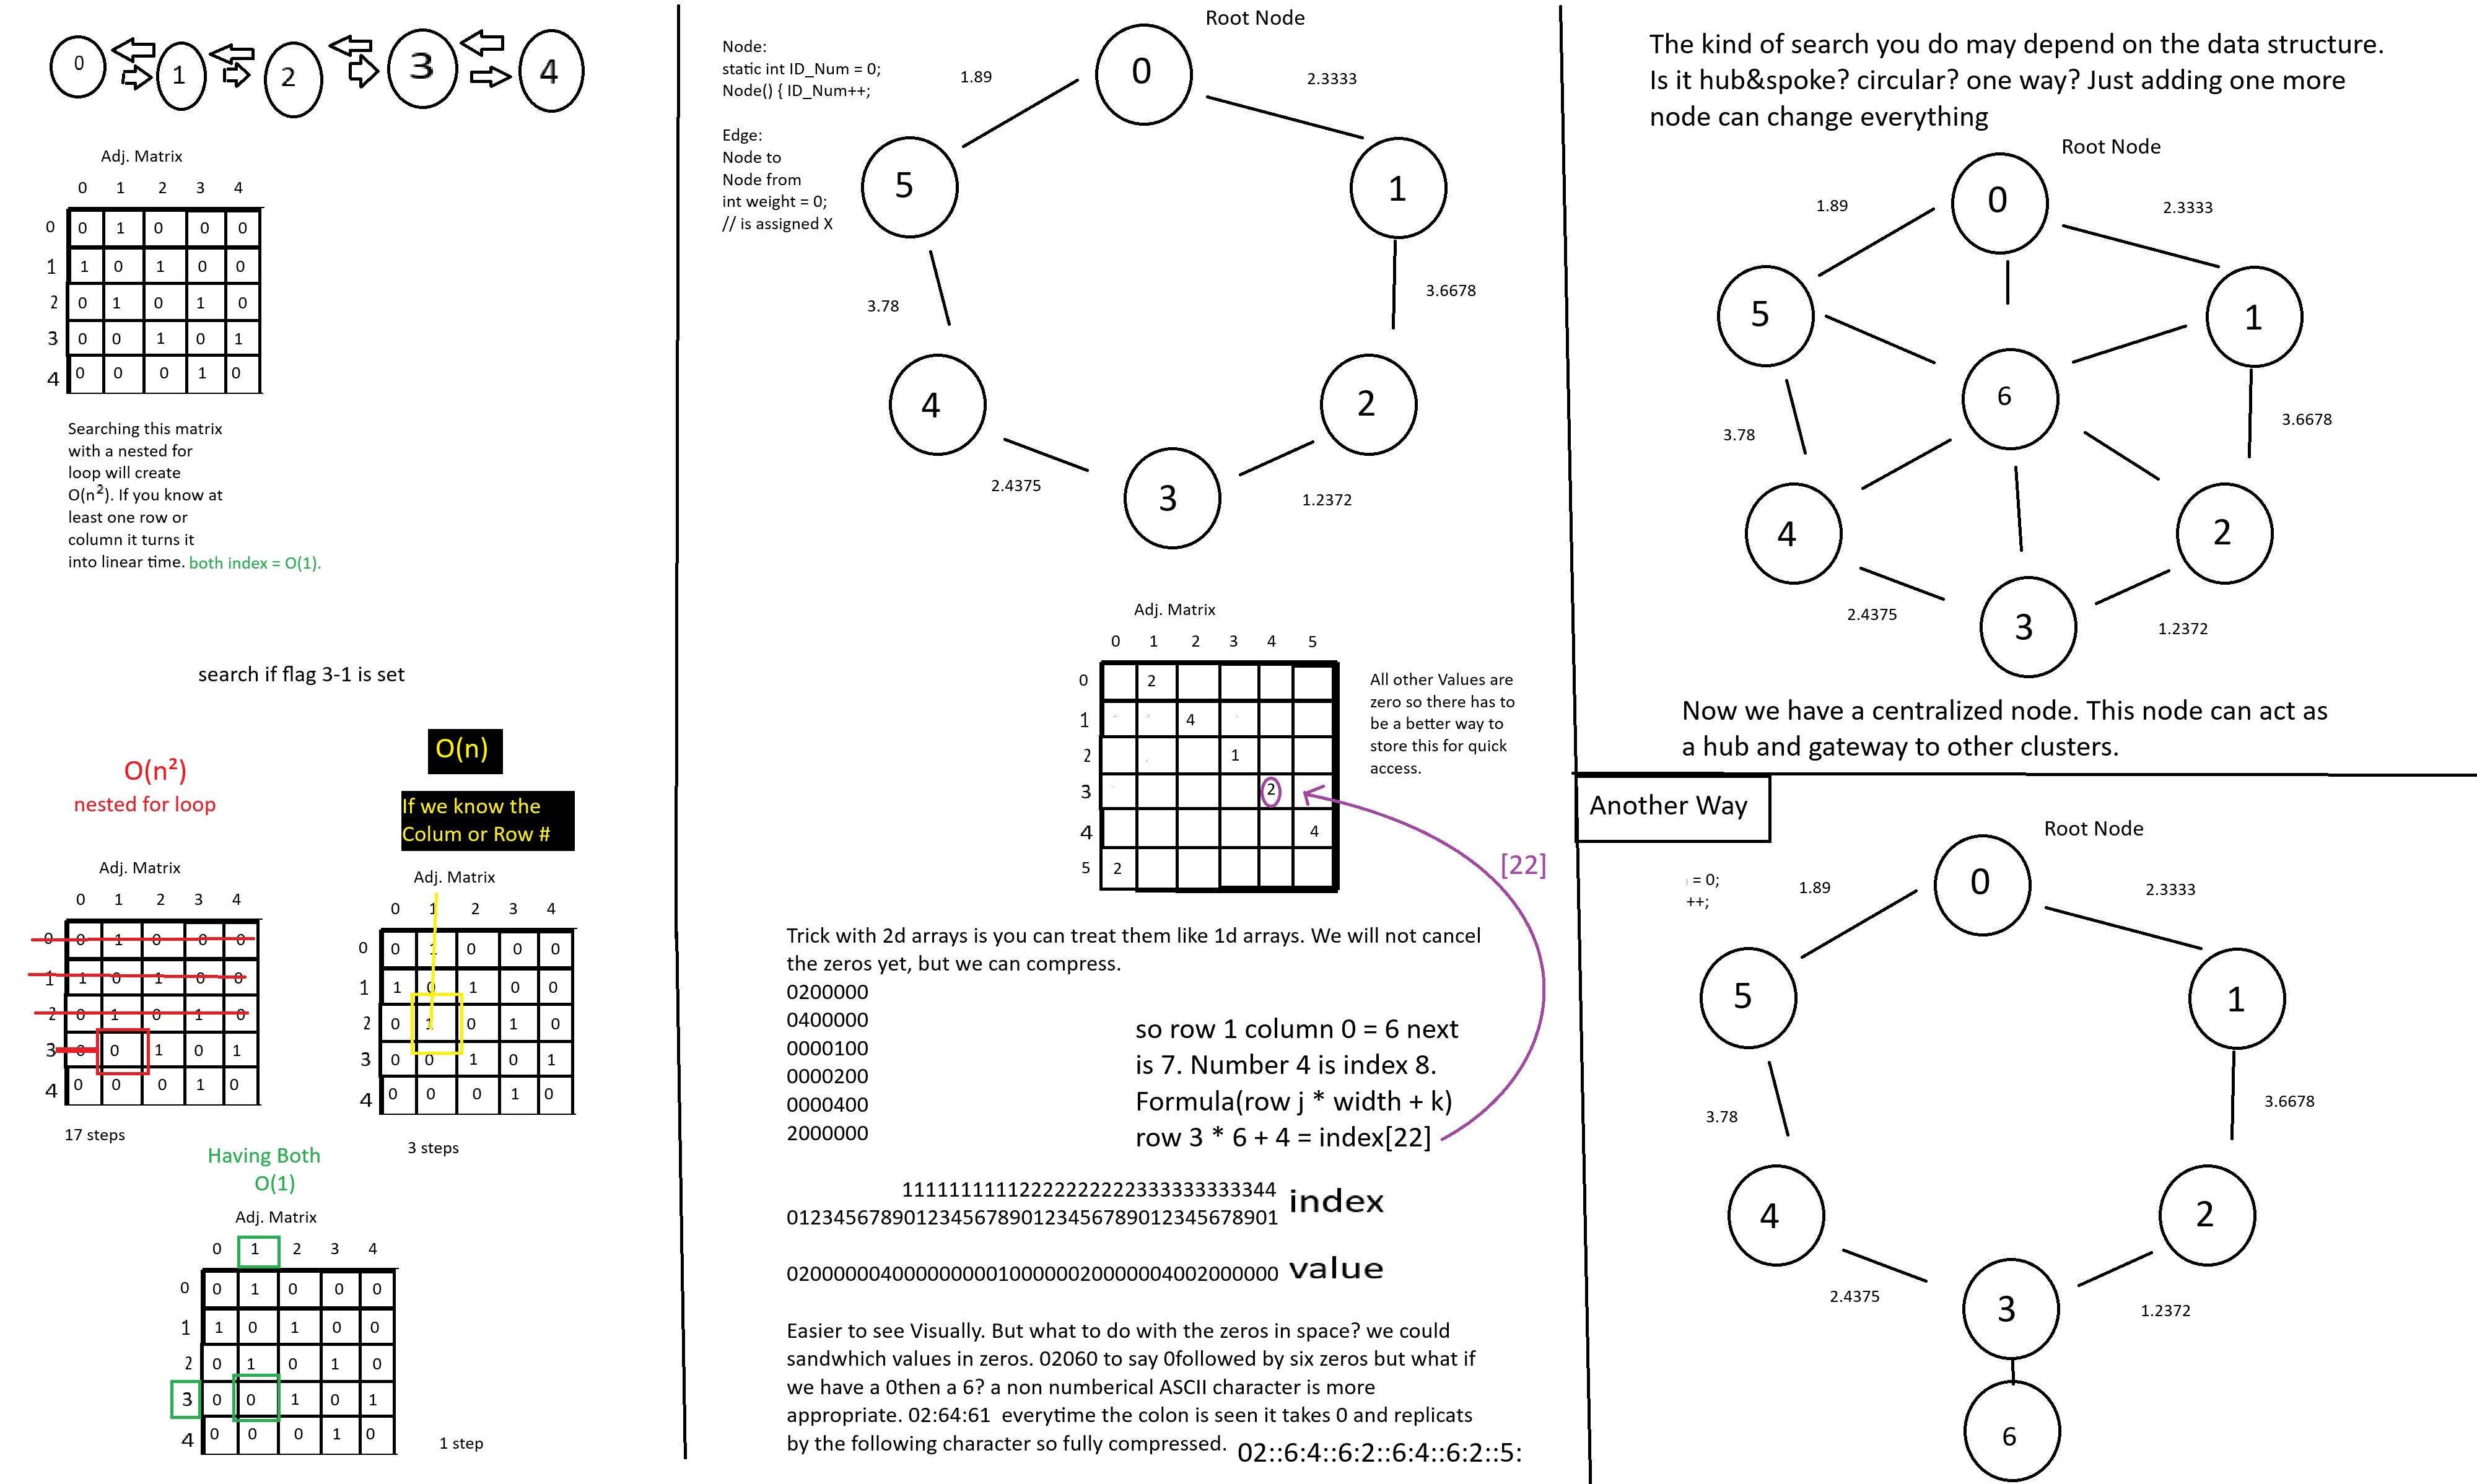 0 1 2 3 4
Adj. Matrix
0 1 2 3 4
0 0 1 0 0 0
1 1 0 1 0 0
2 0 1 0 1 0
3 0 0 1 0 1
4 0 0 0 1 0
Searching this matrix
with a nested for
loop will create
O(n²). If you know at
least one row or
column it turns it
into linear time. both index = O(1).
search if flag 3-1 is set
O(n²)
nested for loop
Adj. Matrix
0 1 2 3 4
0 0 1 0 0 0
1 1 0 1 0 0
2 0 1 0 1 0
3 0 0 1 0 1
4 0 0 0 1 0
17 steps
O(n)
If we know the
Colum or Row #
Adj. Matrix
0 1 2 3 4
0 0 1 0 0 0
1 1 0 1 0 0
2 0 1 0 1 0
3 0 0 1 0 1
4 0 0 0 1 0
3 steps
Having Both
O(1)
Adj. Matrix
0 1 2 3 4
0 0 1 0 0 0
1 1 0 1 0 0
2 0 1 0 1 0
3 0 0 1 0 1
4 0 0 0 1 0
1 step
Node:
static int ID_Num = 0;
Node() { ID_Num++;
Edge:
Node to
Node from
int weight = 0;
// is assigned X
Root Node
0
1.89
2.3333
5
1
3.78
3.6678
4
2
2.4375
3
1.2372
Adj. Matrix
0 1 2 3 4 5
0 2
1 4
2 1
3 2
4 4
5 2
All other Values are
zero so there has to
be a better way to
store this for quick
access.
[22]
Trick with 2d arrays is you can treat them like 1d arrays. We will not cancel
the zeros yet, but we can compress.
0200000
0400000
0000100
0000200
0000400
2000000
so row 1 column 0 = 6 next
is 7. Number 4 is index 8.
Formula(row j * width + k)
row 3 * 6 + 4 = index[22]
11111111112222222222333333333344 index
012345678901234567890123456789012345678901
0200000040000000000100000020000004002000000 value
Easier to see Visually. But what to do with the zeros in space? we could
sandwhich values in zeros. 02060 to say 0followed by six zeros but what if
we have a 0then a 6? a non numberical ASCII character is more
appropriate. 02:64:61 everytime the colon is seen it takes 0 and replicats
by the following character so fully compressed. 02::6:4::6:2::6:4::6:2::5:
The kind of search you do may depend on the data structure.
Is it hub&spoke? circular? one way? Just adding one more
node can change everything
Root Node
0
1.89
2.3333
5
1
6
3.78
3.6678
4
2
2.4375
3
1.2372
Now we have a centralized node. This node can act as
a hub and gateway to other clusters.
Another Way
Root Node
= 0;
++;
0
1.89
2.3333
5
1
3.78
3.6678
4
2
2.4375
3
1.2372
6